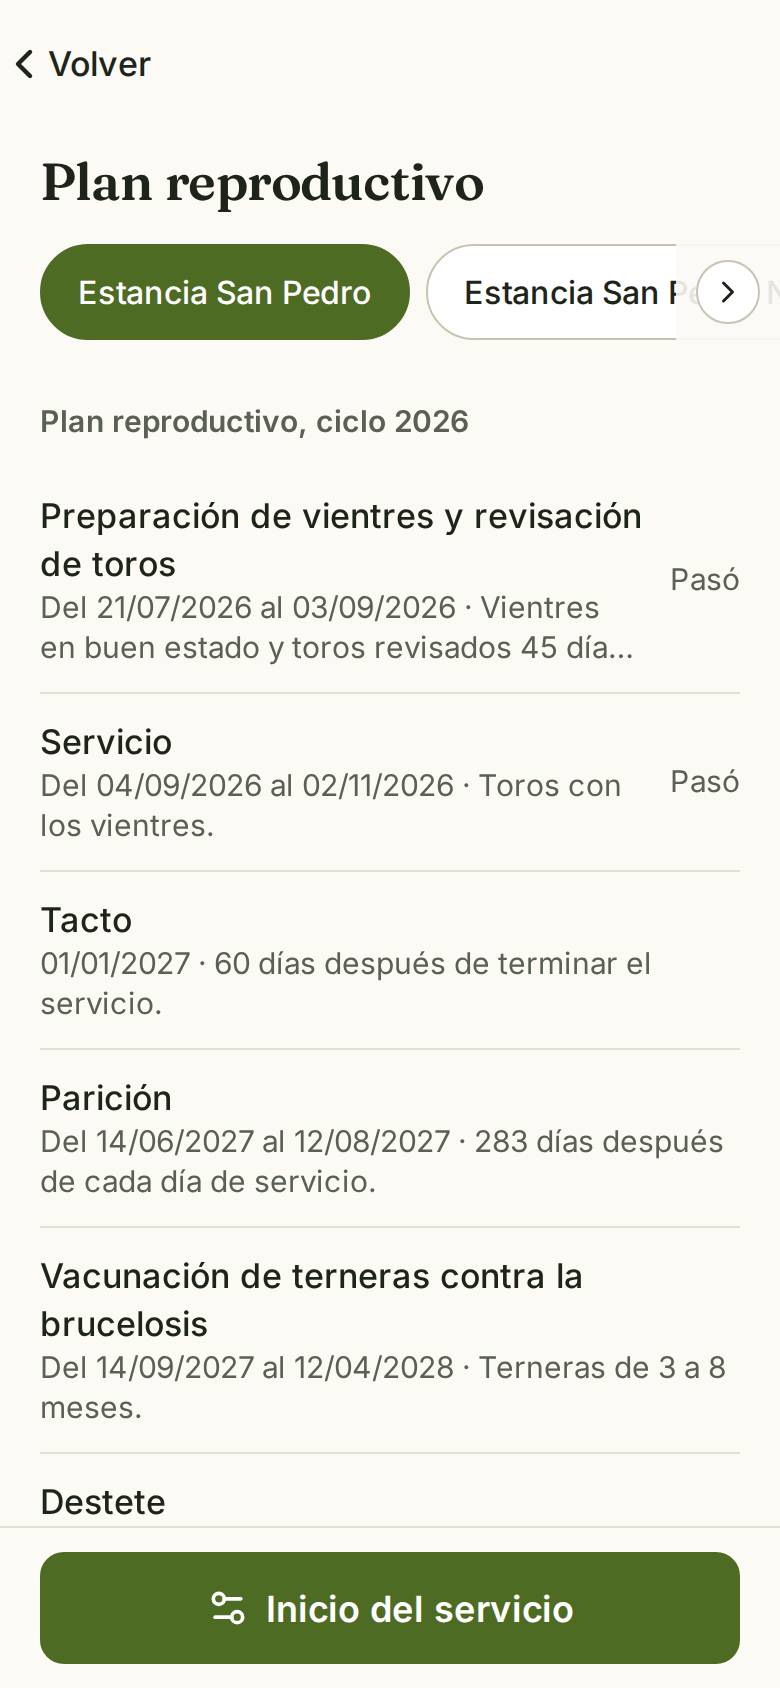 Volver
Plan reproductivo
Estancia San Pedro
Estancia San
Plan reproductivo, ciclo 2026
Preparación de vientres y revisación
de toros
Del 21/07/2026 al 03/09/2026 · Vientres
en buen estado y toros revisados 45 día...
Pasó
Servicio
Del 04/09/2026 al 02/11/2026 · Toros con
los vientres.
Pasó
Tacto
01/01/2027 · 60 días después de terminar el
servicio.
Parición
Del 14/06/2027 al 12/08/2027 · 283 días después
de cada día de servicio.
Vacunación de terneras contra la
brucelosis
Del 14/09/2027 al 12/04/2028 · Terneras de 3 a 8
meses.
Destete
Inicio del servicio